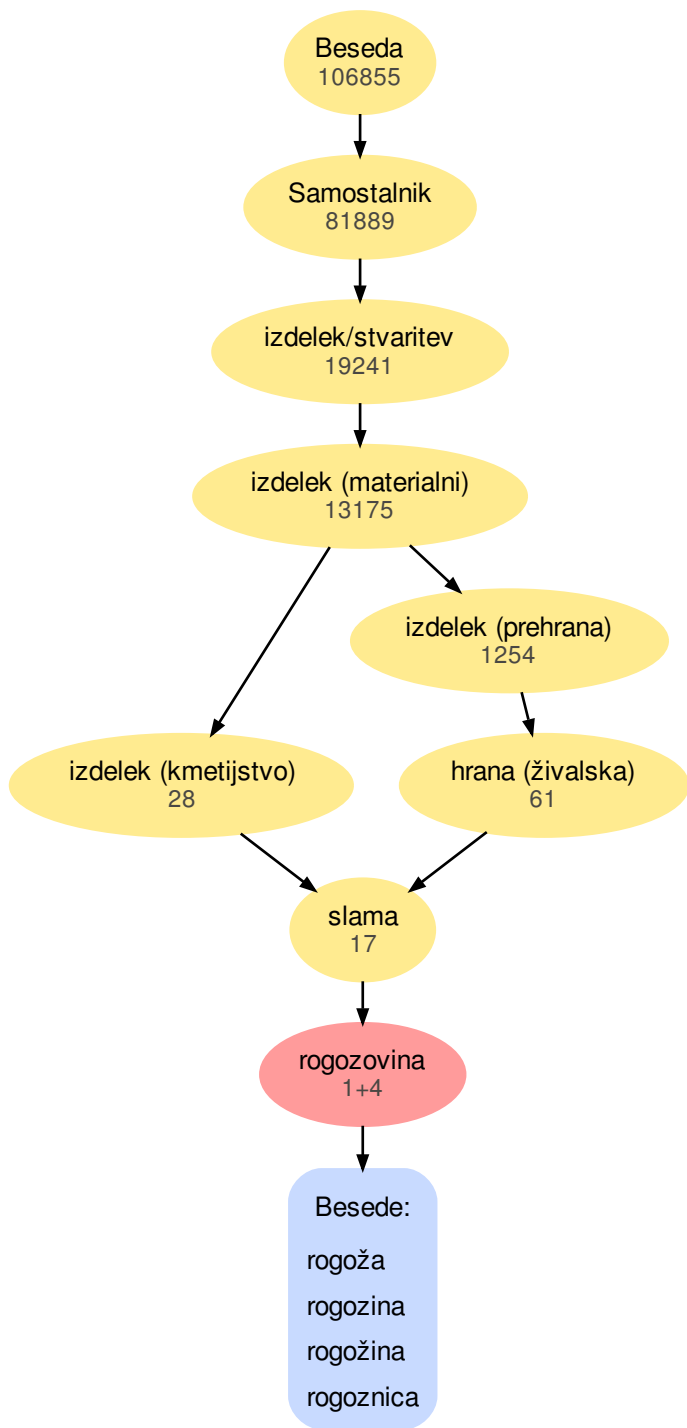 Beseda
106855
Samostalnik
81889
izdelek/stvaritev
19241
izdelek (materialni)
13175
izdelek (prehrana)
1254
izdelek (kmetijstvo)
28
hrana (živalska)
61
slama
17
rogozovina
1+4
Besede:
rogoža
rogozina
rogožina
rogoznica